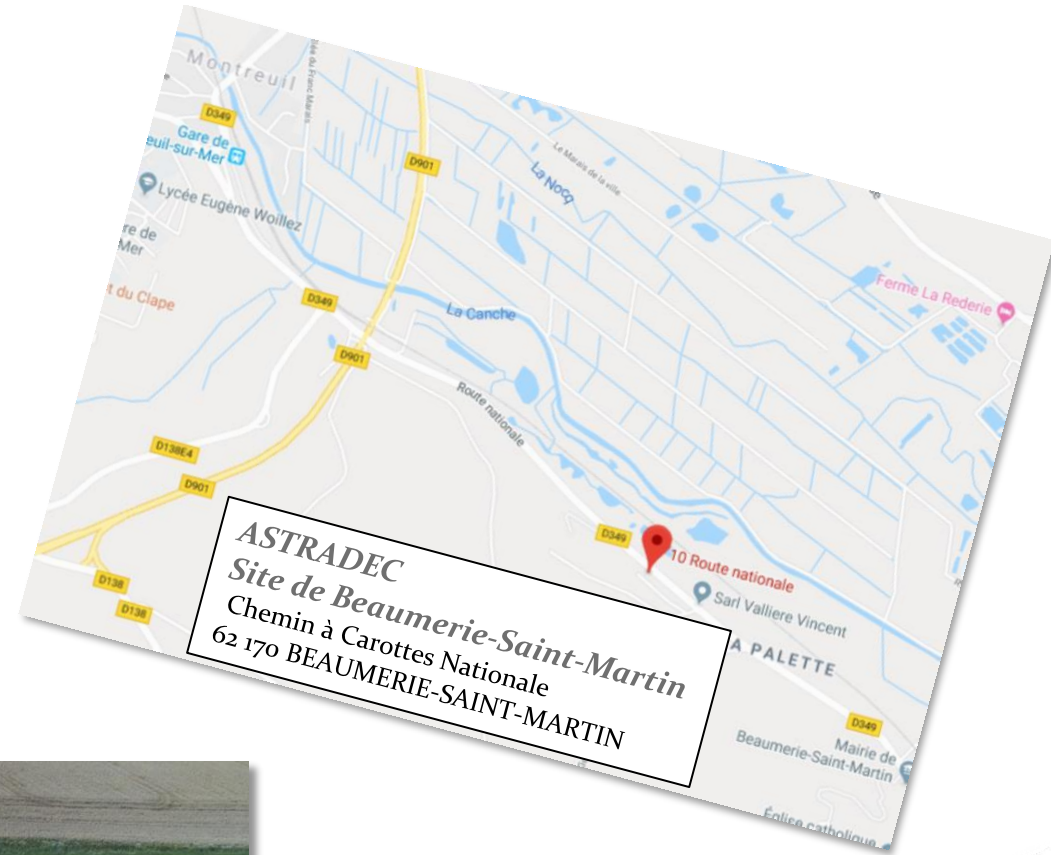 Montreuil
D349
Gare de
euil-sur-Mer
Lycée Eugène Woillez
re de
Mer
t du Clape
D901
Le Marais de la ville
La Nocq
Ferme La Rederie
D349
La Canche
D901
Route nationale
D138E4
D901
D349
10 Route nationale
Sarl Valliere Vincent
A PALETTE
D138
D138
D349
Mairie de
Beaumerie-Saint-Martin
Église catholique
ASTRADEC
Site de Beaumerie-Saint-Martin
Chemin à Carottes Nationale
62 170 BEAUMERIE-SAINT-MARTIN